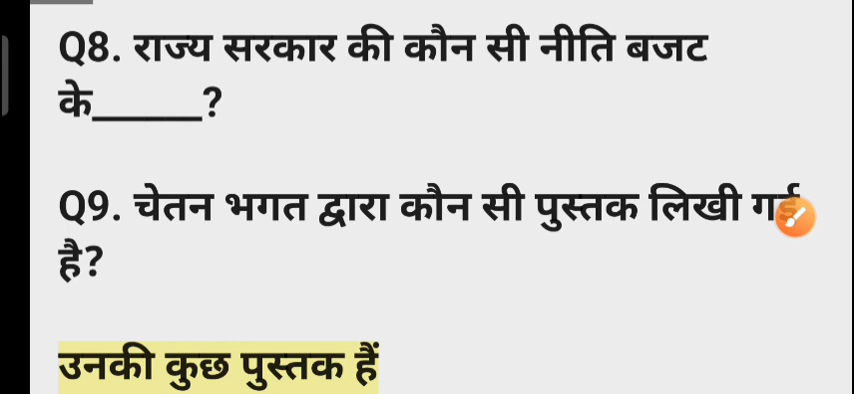 Q8. राज्य सरकार की कौन सी नीति बजट
के______?
Q9. चेतन भगत द्वारा कौन सी पुस्तक लिखी
है?
उनकी कुछ पुस्तक हैं